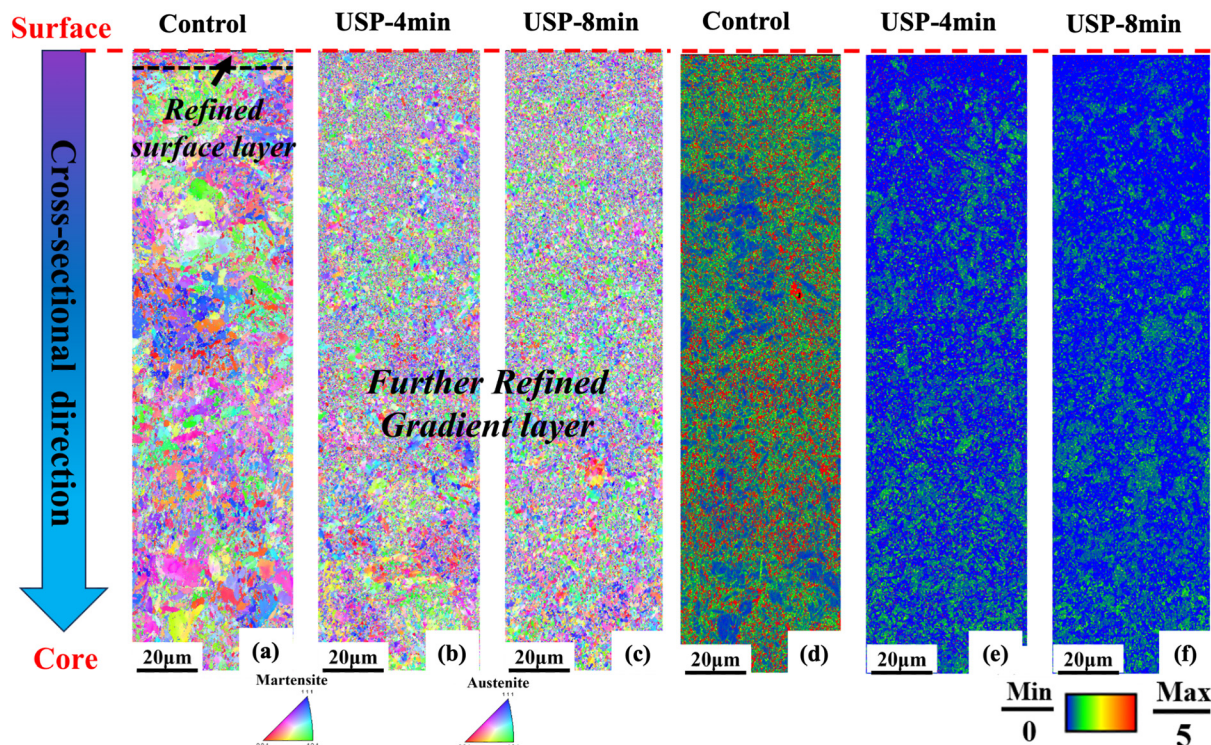 Surface
Control
USP-4min
USP-8min
Control
USP-4min
USP-8min
Refined
surface layer
Cross-sectional direction
Further Refined
Gradient layer
Core
20μm
(a)
20μm
(b)
20μm
(c)
20μm
(d)
20μm
(e)
20μm
(f)
Martensite
111
Austenite
111
Min
0
Max
5